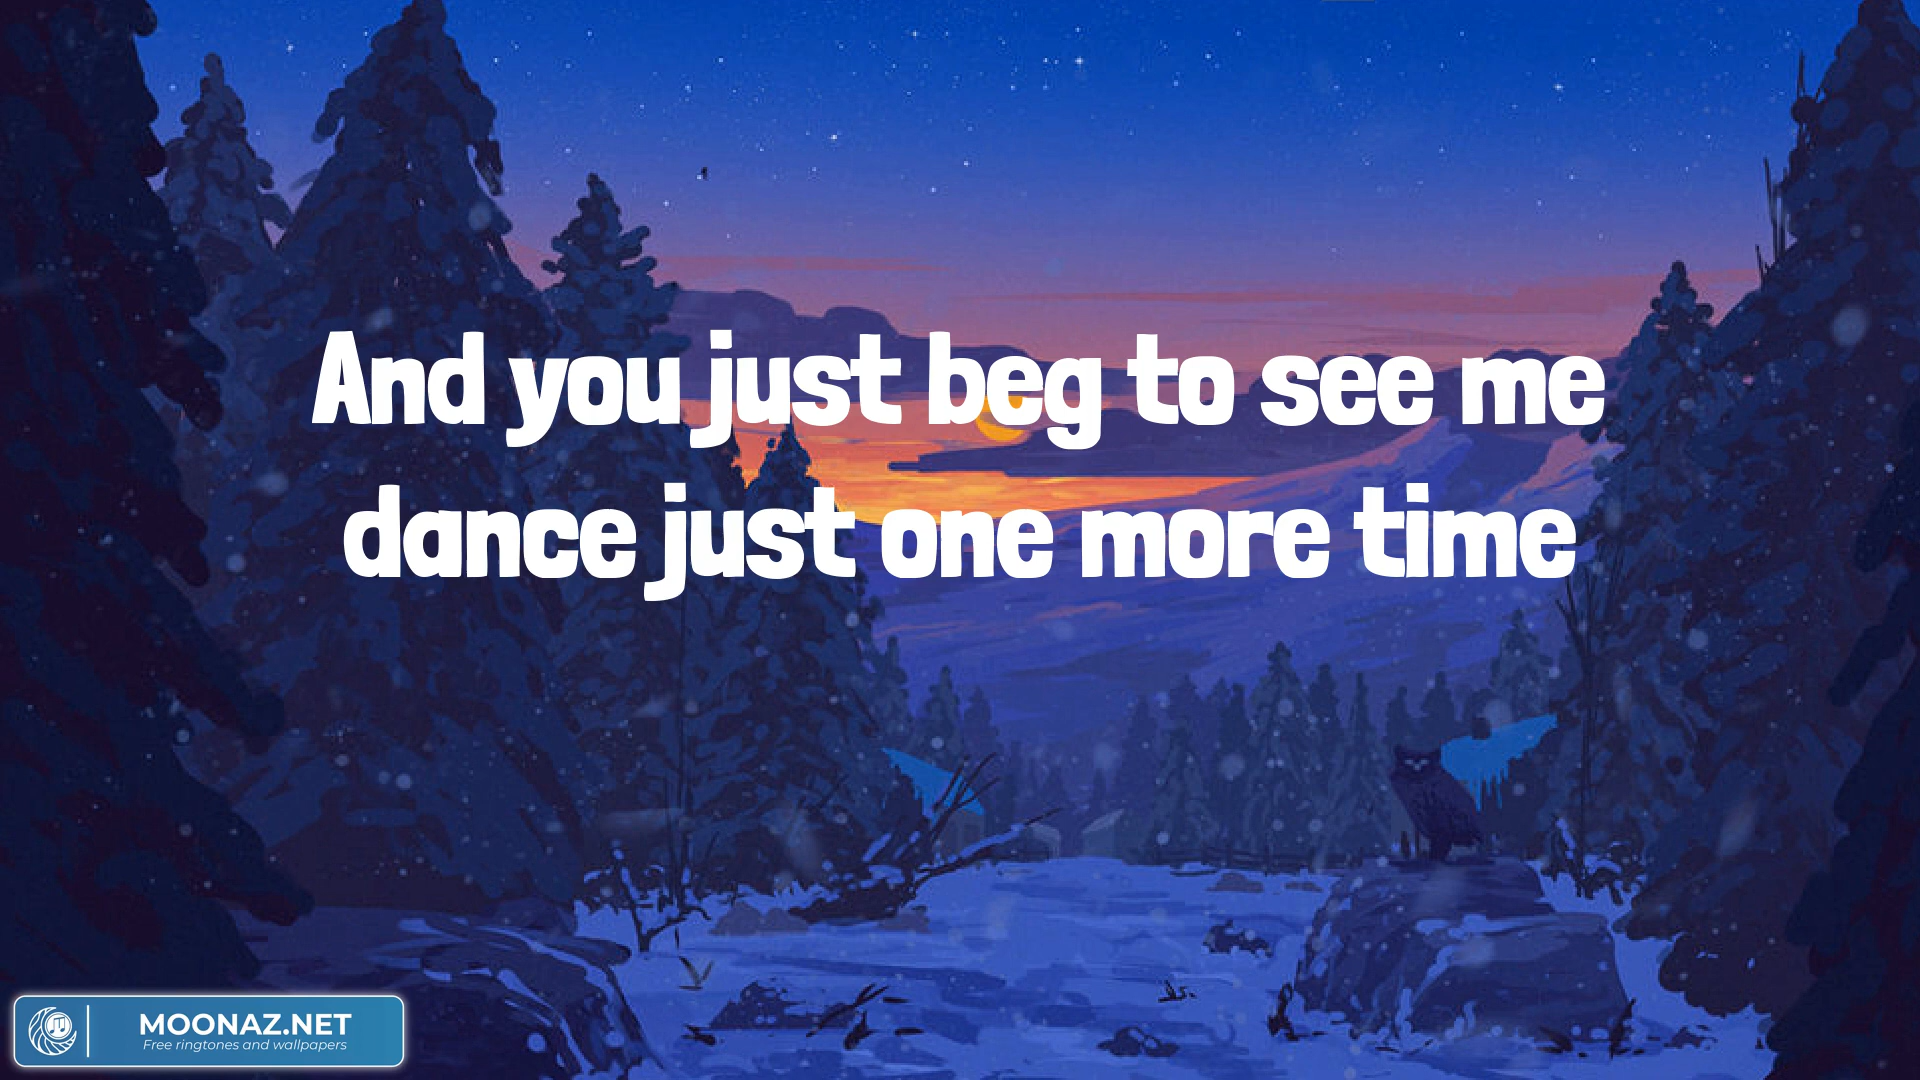 And you just beg to see me
dance just one more time
MOONAZ.NET
Free ringtones and wallpapers